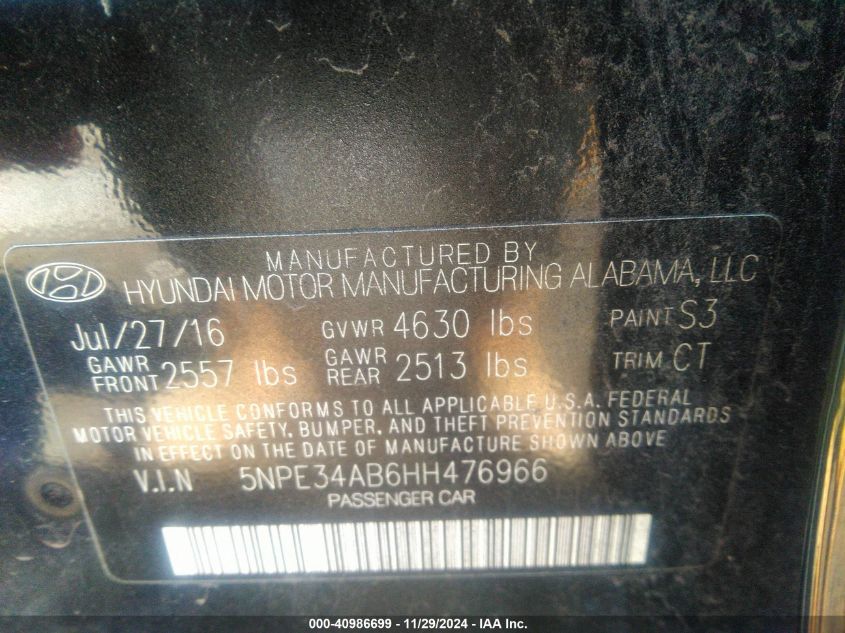 MANUFACTURED BY
HYUNDAI MOTOR MANUFACTURING ALABAMA, LLC
Jul/27/16 GVWR 4630 lbs PAINT S3
GAWR FRONT 2557 lbs GAWR REAR 2513 lbs TRIM CT
THIS VEHICLE CONFORMS TO ALL APPLICABLE U.S.A. FEDERAL
MOTOR VEHICLE SAFETY, BUMPER, AND THEFT PREVENTION STANDARDS
IN EFFECT ON THE DATE OF MANUFACTURE SHOWN ABOVE
V.I.N 5NPE34AB6HH476966
PASSENGER CAR
000-40986699 - 11/29/2024 - IAA Inc.